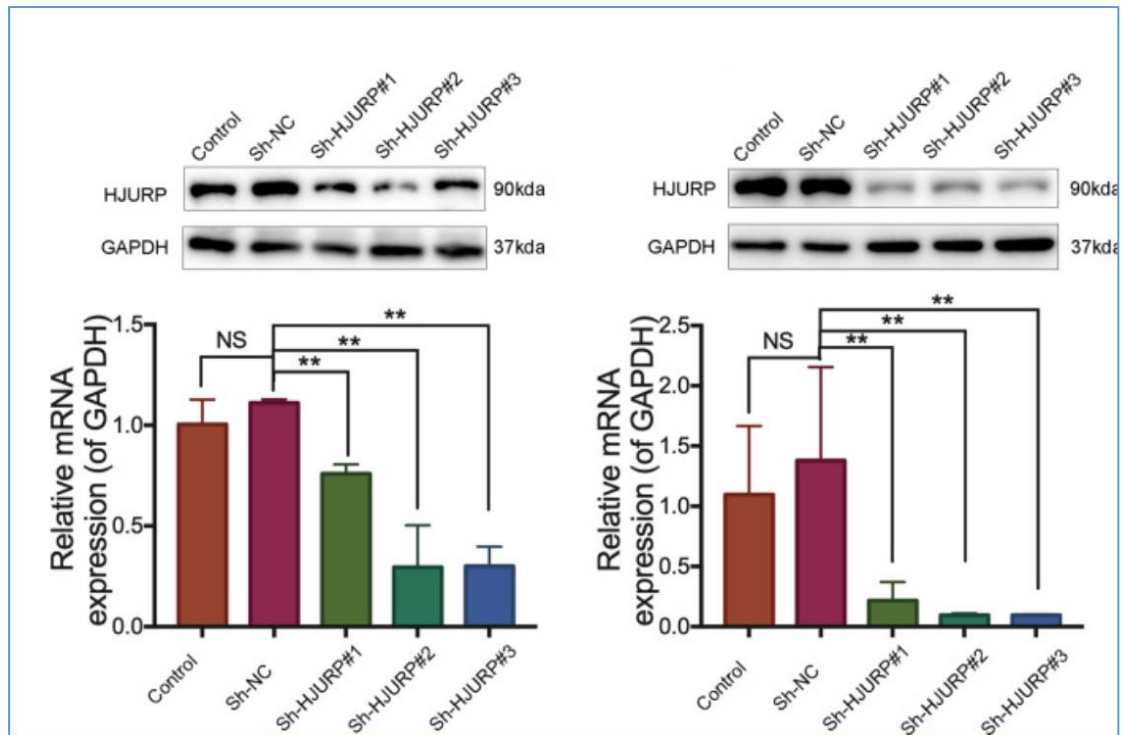 Control
Sh-NC
Sh-HJURP#1
Sh-HJURP#2
Sh-HJURP#3
HJURP
90kda
GAPDH
37kda
Relative mRNA
expression (of GAPDH)
1.5
1.0
0.5
0.0
NS
**
**
**
Control
Sh-NC
Sh-HJURP#1
Sh-HJURP#2
Sh-HJURP#3
Control
Sh-NC
Sh-HJURP#1
Sh-HJURP#2
Sh-HJURP#3
HJURP
90kda
GAPDH
37kda
Relative mRNA
expression (of GAPDH)
2.5
2.0
1.5
1.0
0.5
0.0
NS
**
**
**
Control
Sh-NC
Sh-HJURP#1
Sh-HJURP#2
Sh-HJURP#3